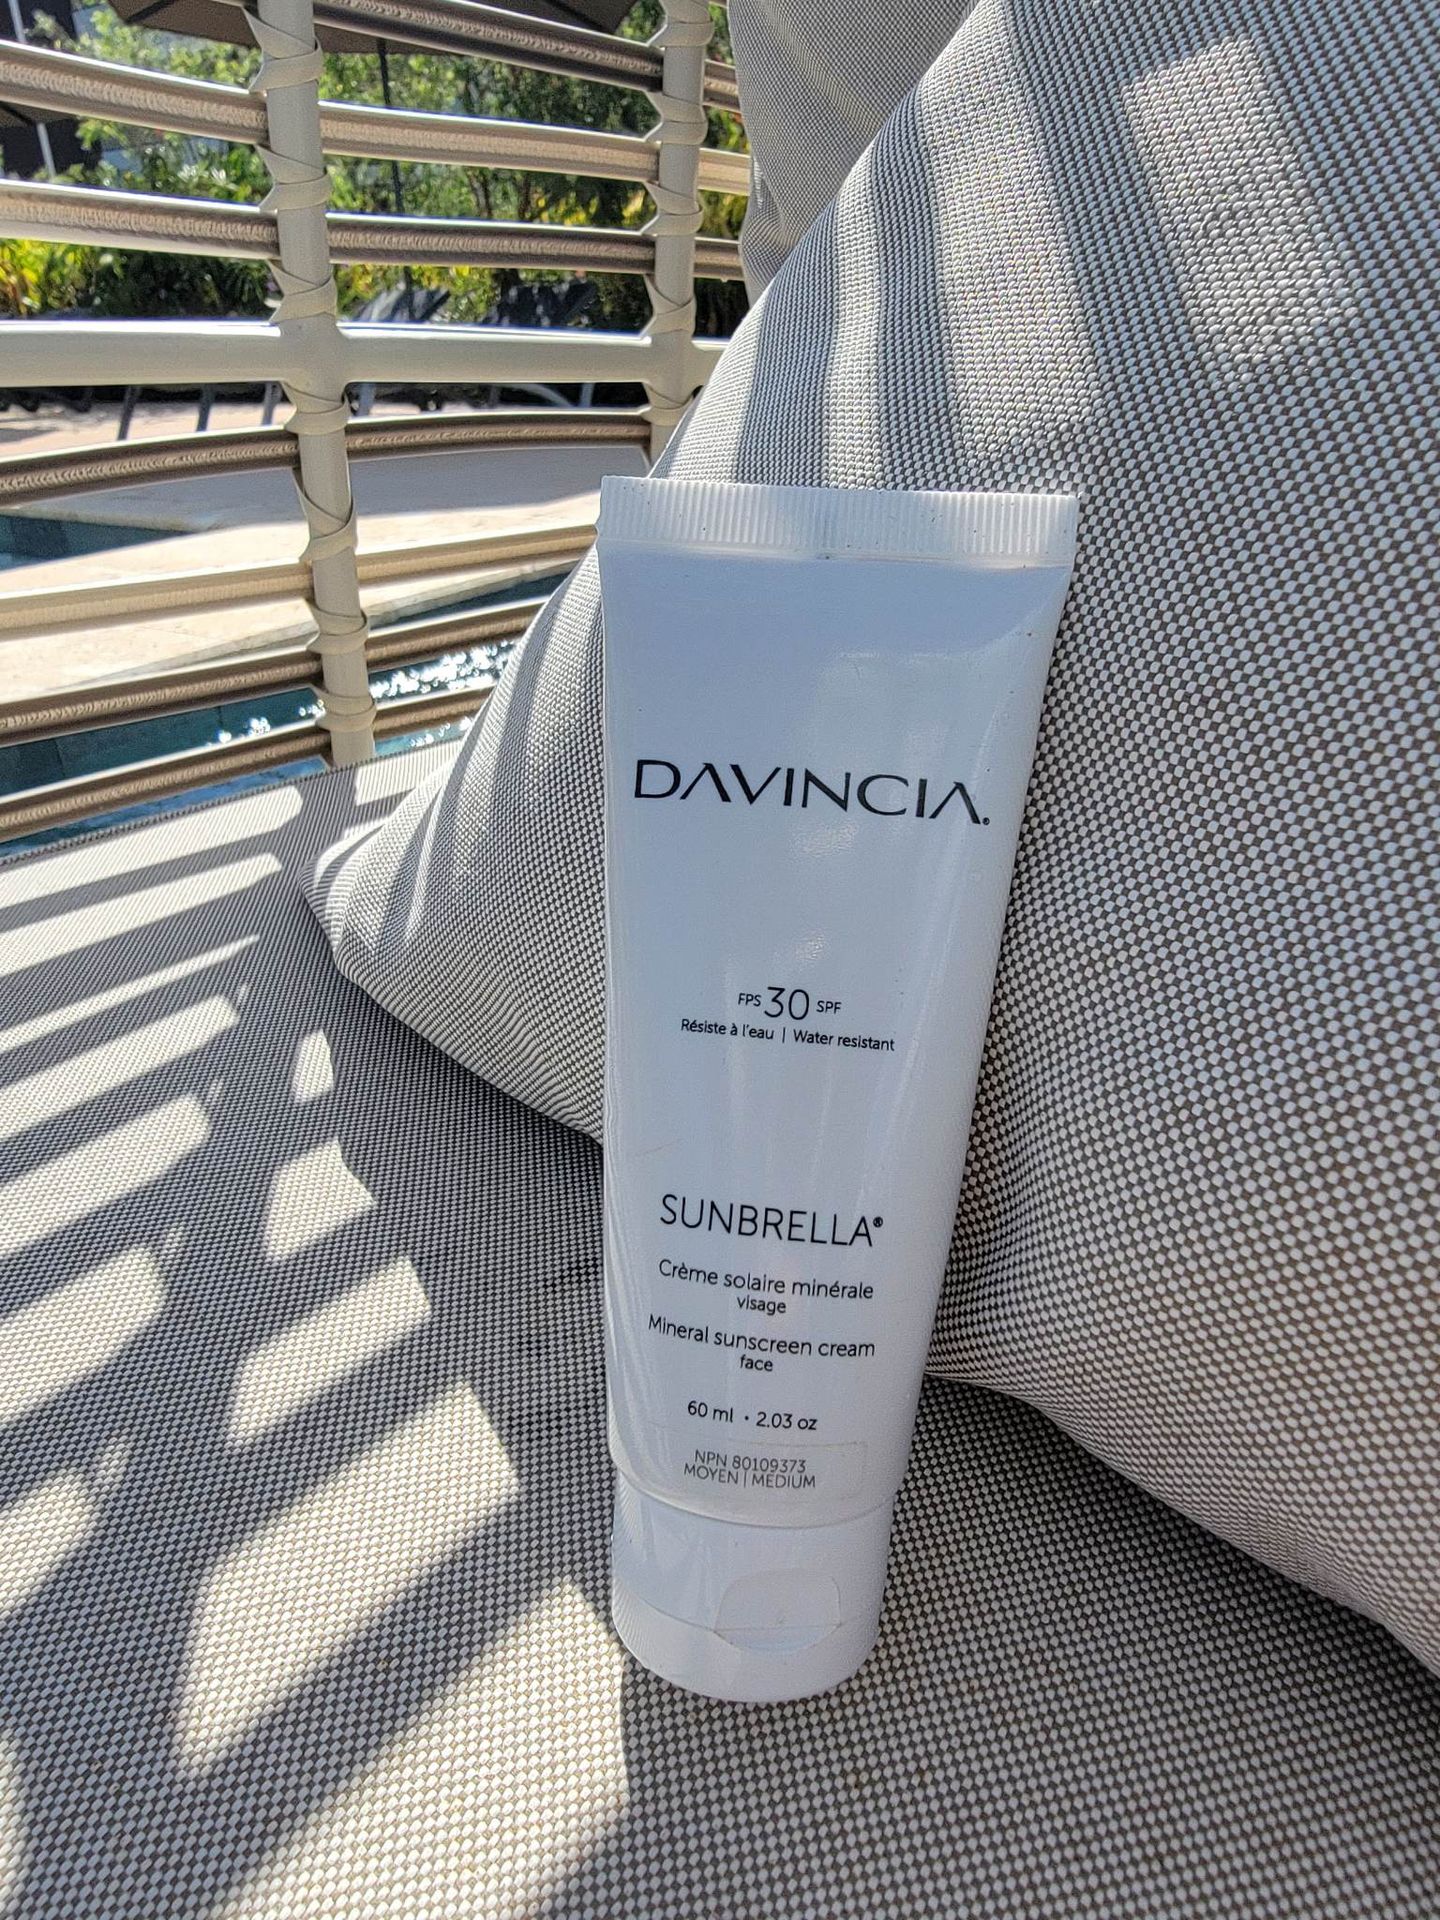 DAVINCIA®
FPS 30 SPF
Résiste à l'eau | Water resistant
SUNBRELLA®
Crème solaire minérale
visage
Mineral sunscreen cream
face
60 ml • 2.03 oz
NPN 80109373
MOYEN | MEDIUM